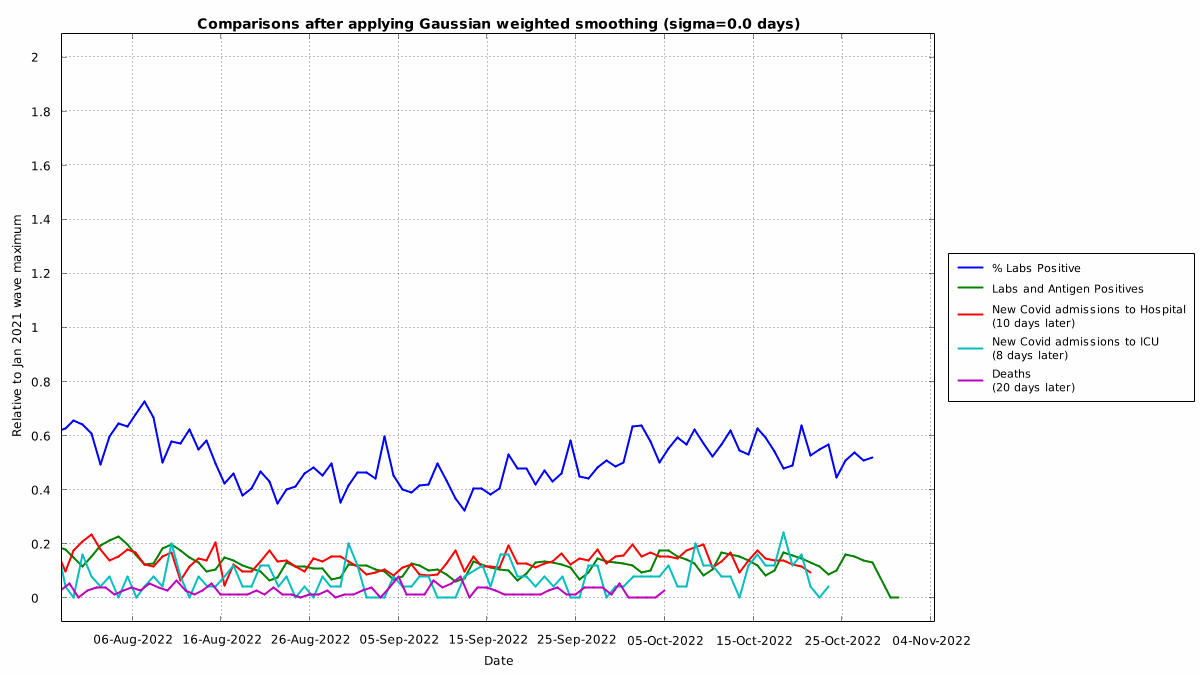 Comparisons after applying Gaussian weighted smoothing (sigma=0.0 days)
Relative to Jan 2021 wave maximum
2
1.8
1.6
1.4
1.2
1
0.8
0.6
0.4
0.2
0
06-Aug-2022 16-Aug-2022 26-Aug-2022 05-Sep-2022 15-Sep-2022 25-Sep-2022 05-Oct-2022 15-Oct-2022 25-Oct-2022 04-Nov-2022
Date
% Labs Positive
Labs and Antigen Positives
New Covid admissions to Hospital
(10 days later)
New Covid admissions to ICU
(8 days later)
Deaths
(20 days later)